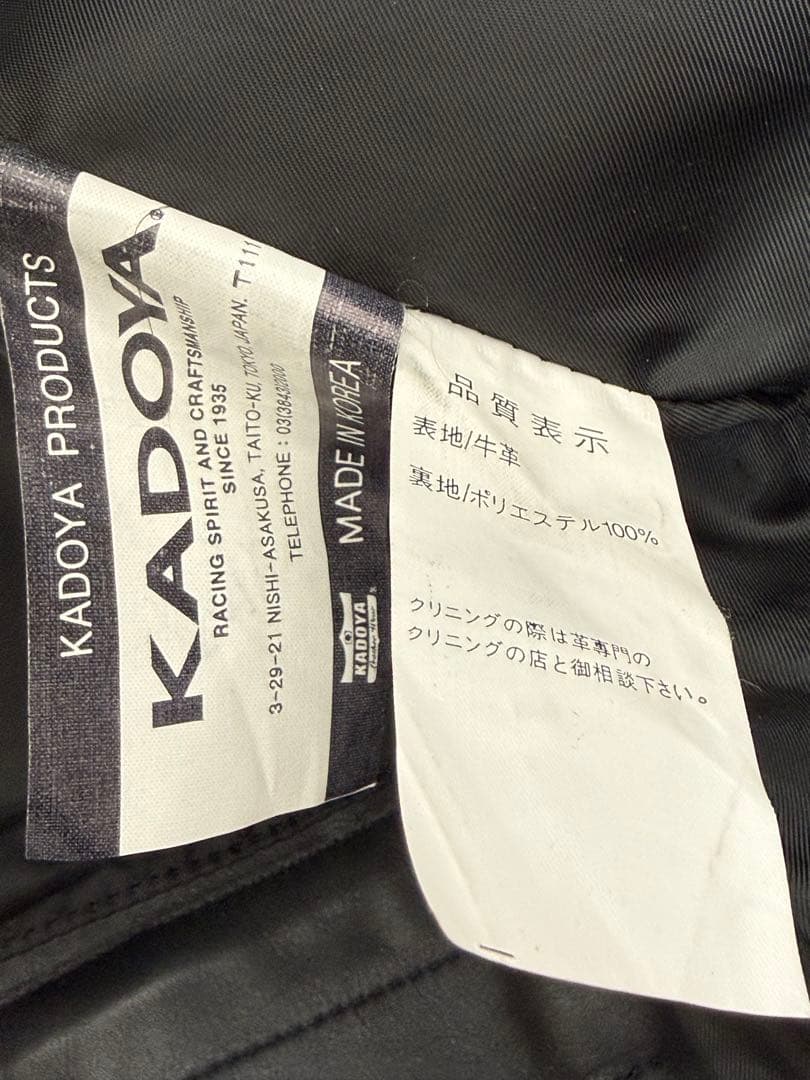 KADOYA PRODUCTS
KADOYA
RACING SPIRIT AND CRAFTSMANSHIP
SINCE 1935
3-29-21 NISHI-ASAKUSA, TAITO-KU, TOKYO, JAPAN. T 111
TELEPHONE : 03(3843)2000
MADE IN KOREA
KADOYA
品質表示
表地/牛革
裏地/ポリエステル100%
クリニングの際は革専門の
クリニングの店と御相談下さい。